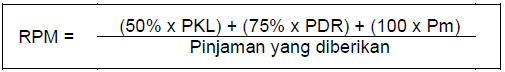 RPM = (50% x PKL) + (75% x PDR) + (100 x Pm)
Pinjaman yang diberikan